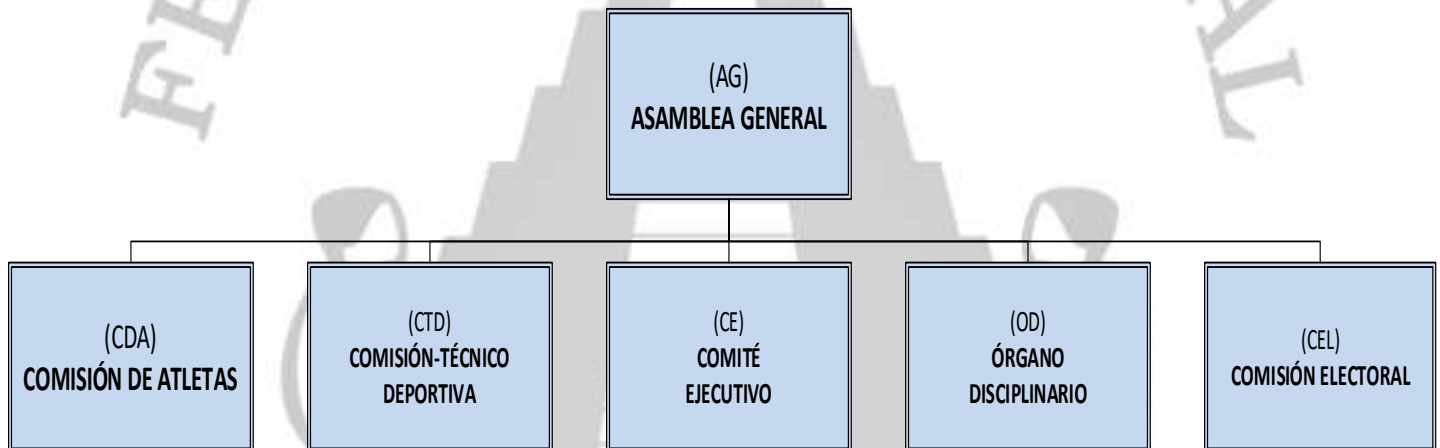 (AG)
ASAMBLEA GENERAL
(CDA)
COMISIÓN DE ATLETAS
(CTD)
COMISIÓN-TÉCNICO
DEPORTIVA
(CE)
COMITÉ
EJECUTIVO
(OD)
ÓRGANO
DISCIPLINARIO
(CEL)
COMISIÓN ELECTORAL